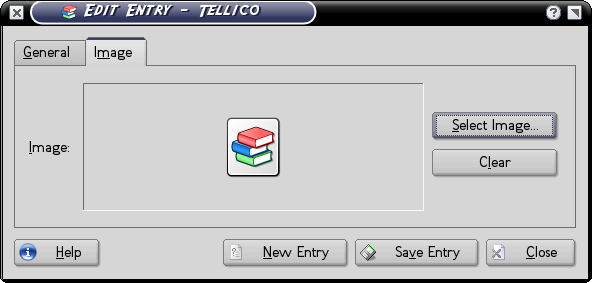 Edit Entry - Tellico
General Image
Image:
Select Image...
Clear
Help New Entry Save Entry Close